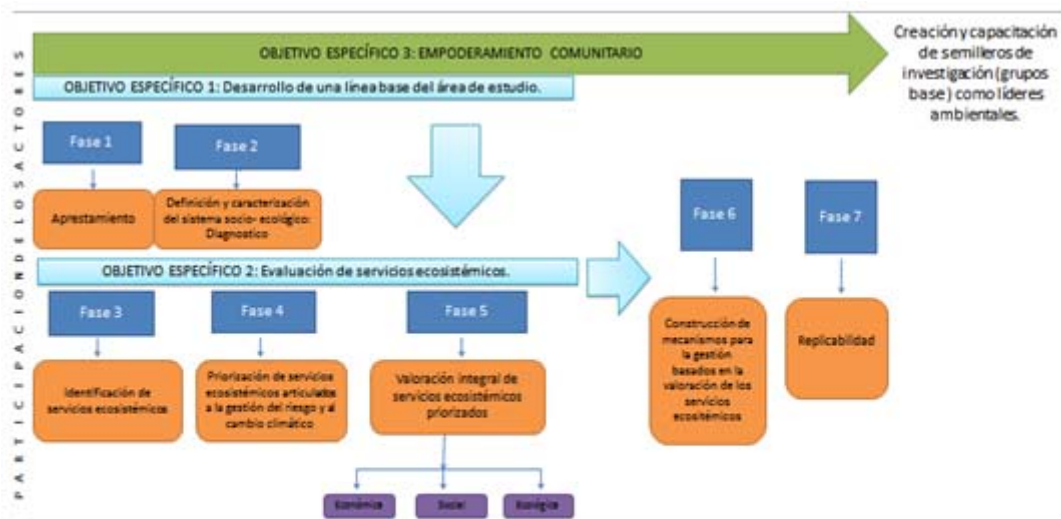 PARTICIPACION DE LOS ACTORES
OBJETIVO ESPECÍFICO 3: EMPODERAMIENTO COMUNITARIO
Creación y capacitación
de semilleros de
investigación (grupos
base) como líderes
ambientales.
OBJETIVO ESPECÍFICO 1: Desarrollo de una línea base del área de estudio.
Fase 1
Fase 2
Aprestamiento
Definición y caracterización
del sistema socio- ecológico:
Diagnostico
Fase 6
Fase 7
OBJETIVO ESPECÍFICO 2: Evaluación de servicios ecosistémicos.
Fase 3
Fase 4
Fase 5
Identificación de
servicios ecosistémicos
Priorización de servicios
ecosistémicos articulados
a la gestión del riesgo y al
cambio climático
Valoración integral de
servicios ecosistémicos
priorizados
Construcción de
mecanismos para
la gestión
basados en la
valoración de los
servicios
ecositémicos
Replicabilidad
Económica
Social
Ecológica